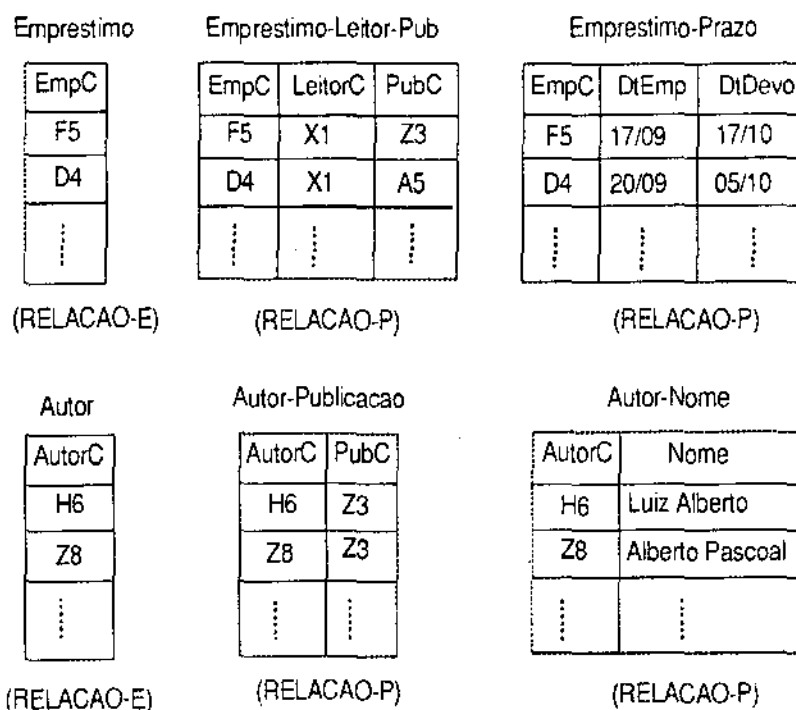 Emprestimo Emprestimo-Leitor-Pub Emprestimo-Prazo
EmpC EmpC LeitorC PubC EmpC DtEmp DtDevo
F5 F5 X1 Z3 F5 17/09 17/10
D4 D4 X1 A5 D4 20/09 05/10
(RELACAO-E) (RELACAO-P) (RELACAO-P)
Autor Autor-Publicacao Autor-Nome
AutorC AutorC PubC AutorC Nome
H6 H6 Z3 H6 Luiz Alberto
Z8 Z8 Z3 Z8 Alberto Pascoal
(RELACAO-E) (RELACAO-P) (RELACAO-P)